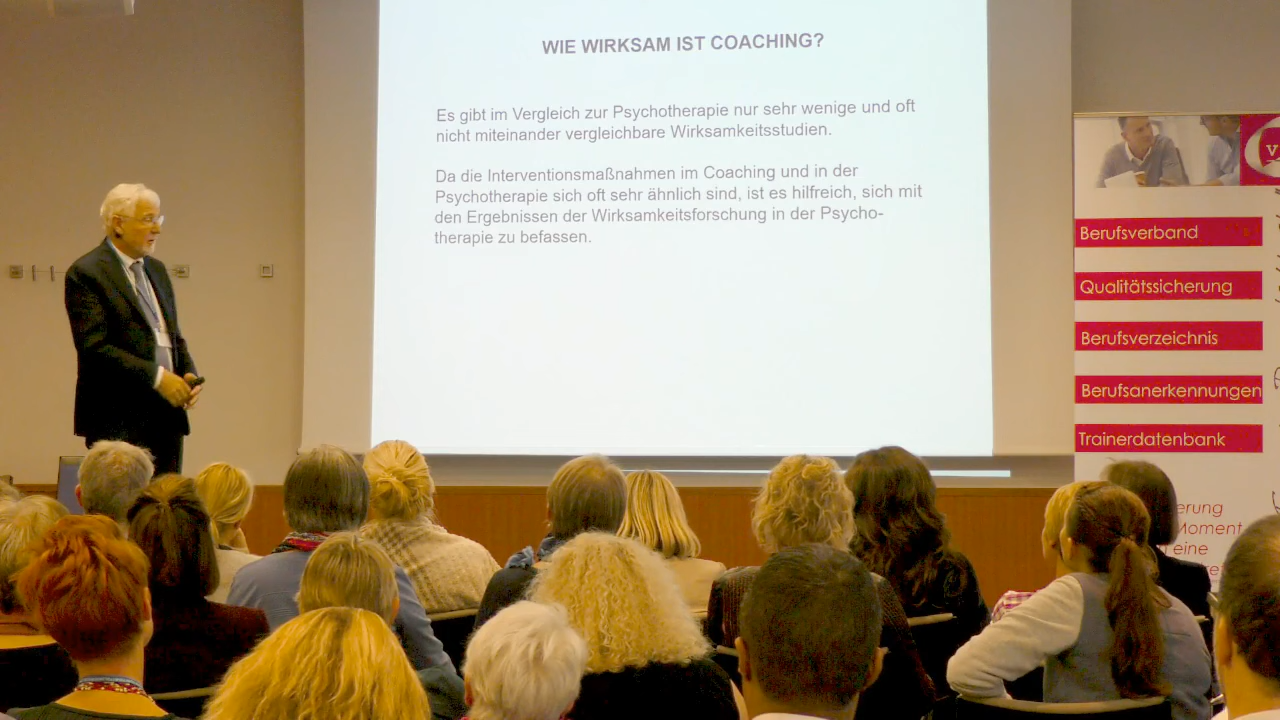 WIE WIRKSAM IST COACHING?
Es gibt im Vergleich zur Psychotherapie nur sehr wenige und oft
nicht miteinander vergleichbare Wirksamkeitsstudien.
Da die Interventionsmaßnahmen im Coaching und in der
Psychotherapie sich oft sehr ähnlich sind, ist es hilfreich, sich mit
den Ergebnissen der Wirksamkeitsforschung in der Psycho-
therapie zu befassen.
Berufsverband
Qualitätssicherung
Berufsverzeichnis
Berufsanerkennungen
Trainerdatenbank
Moment
eine